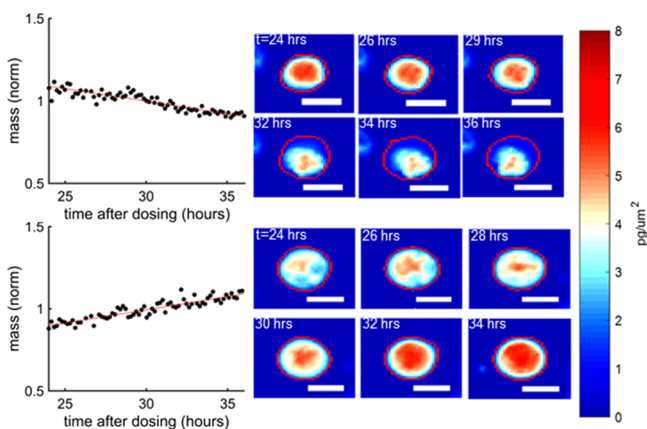 1.5
1
0.5
mass (norm)
25
30
35
time after dosing (hours)
t=24 hrs
26 hrs
29 hrs
32 hrs
34 hrs
36 hrs
1.5
1
0.5
mass (norm)
25
30
35
time after dosing (hours)
t=24 hrs
26 hrs
28 hrs
30 hrs
32 hrs
34 hrs
8
7
6
5
4
3
2
1
0
pg/um²